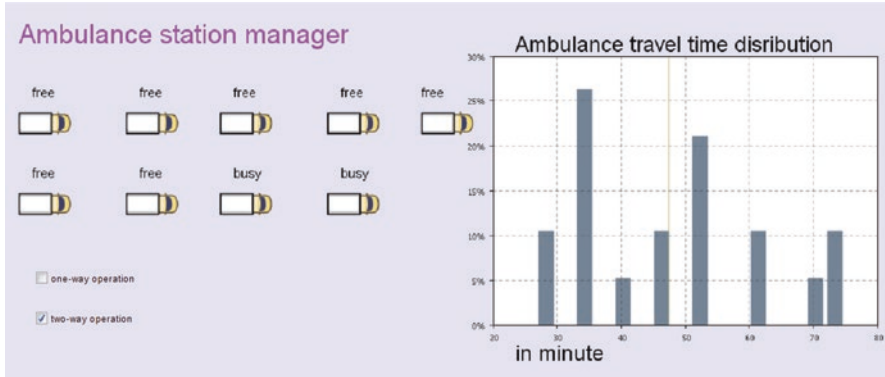 Ambulance station manager
free free free free free
free free busy busy
one-way operation
two-way operation
Ambulance travel time disribution
30%
25%
20%
15%
10%
5%
0%
20 30 40 50 60 70 80
in minute